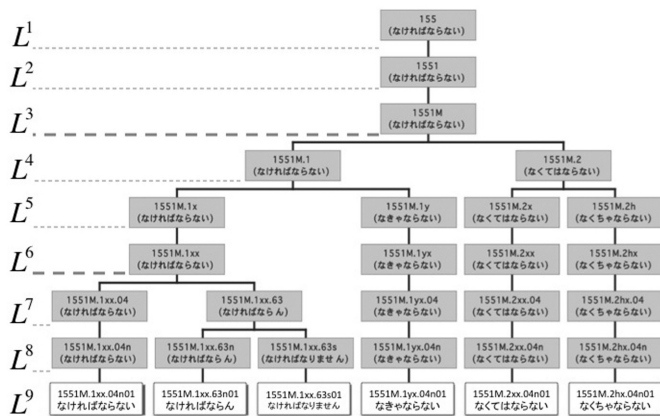 L1
155
(なければならない)
L2
1551
(なければならない)
L3
1551M
(なければならない)
L4
1551M.1
(なければならない)
1551M.2
(なくてはならない)
L5
1551M.1x
(なければならない)
1551M.1y
(なきゃならない)
1551M.2x
(なくてはならない)
1551M.2h
(なくちゃならない)
L6
1551M.1xx
(なければならない)
1551M.1yx
(なきゃならない)
1551M.2xx
(なくてはならない)
1551M.2hx
(なくちゃならない)
L7
1551M.1xx.04
(なければならない)
1551M.1xx.63
(なければならん)
1551M.1yx.04
(なきゃならない)
1551M.2xx.04
(なくてはならない)
1551M.2hx.04
(なくちゃならない)
L8
1551M.1xx.04n
(なければならない)
1551M.1xx.63n
(なければならん)
1551M.1xx.63s
(なければなりません)
1551M.1yx.04n
(なきゃならない)
1551M.2xx.04n
(なくてはならない)
1551M.2hx.04n
(なくちゃならない)
L9
1551M.1xx.04n01
なければならない
1551M.1xx.63n01
なければならん
1551M.1xx.63s01
なければなりません
1551M.1yx.04n01
なきゃならない
1551M.2xx.04n01
なくてはならない
1551M.2hx.04n01
なくちゃならない